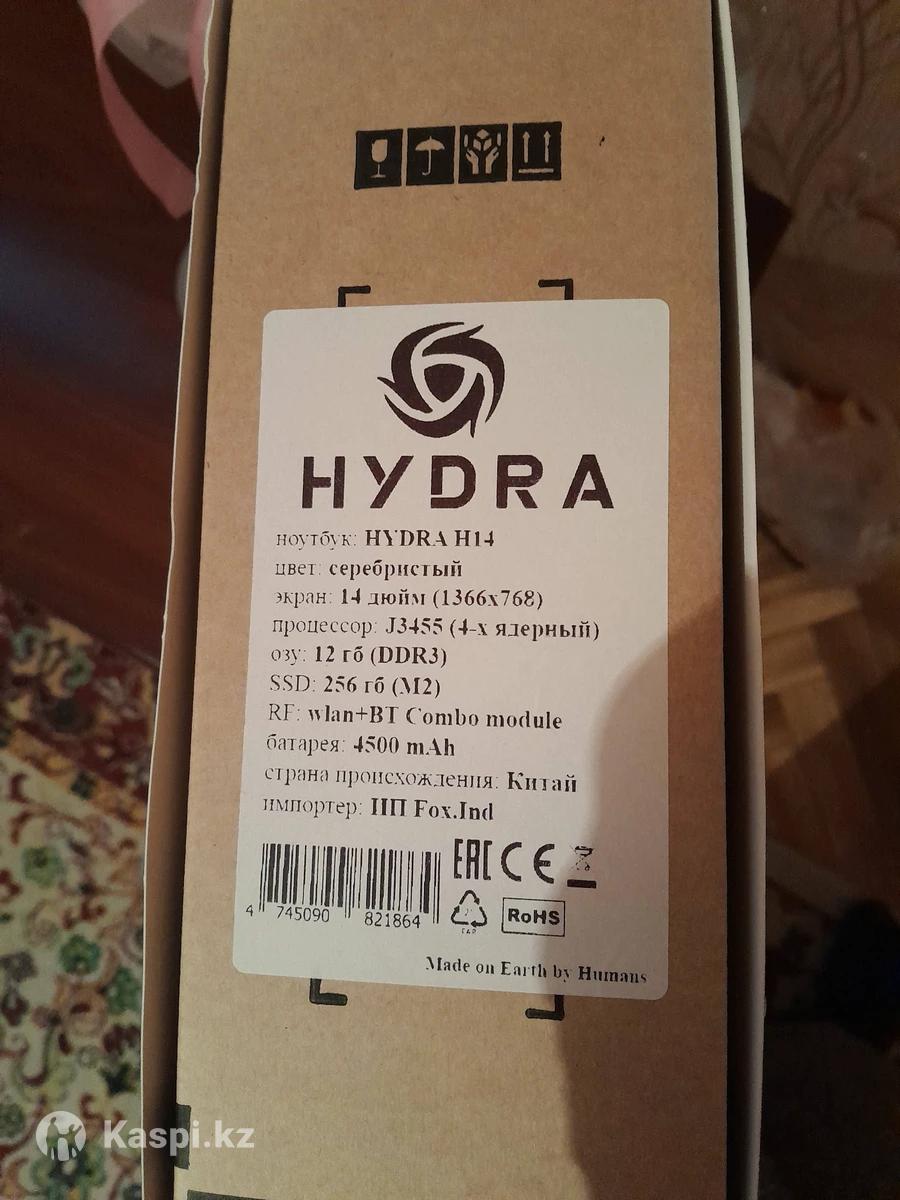 HYDRA
ноутбук: HYDRA H14
цвет: серебристый
экран: 14 дюйм (1366x768)
процессор: J3455 (4-х ядерный)
озу: 12 гб (DDR3)
SSD: 256 гб (M2)
RF: wlan+BT Combo module
батарея: 4500 mAh
страна происхождения: Китай
импортер: ИП Fox.Ind
EAC CE
4 745090 821864
RoHS
Made on Earth by Humans
Kaspi.kz